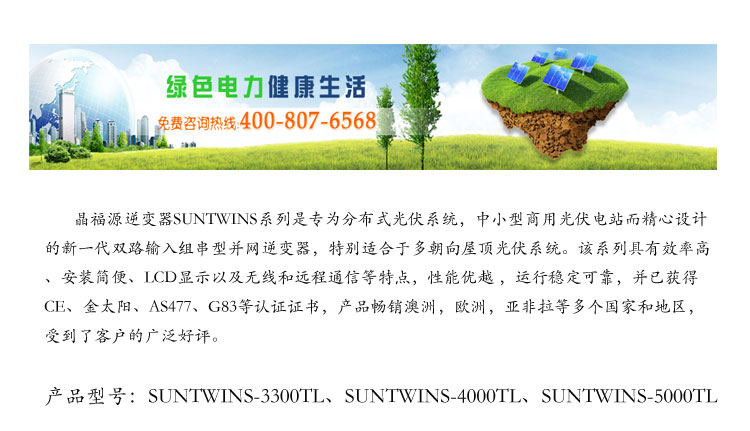 绿色电力健康生活
免费咨询热线:400-807-6568
晶福源逆变器SUNTWINS系列是专为分布式光伏系统，中小型商用光伏电站而精心设计
的新一代双路输入组串型并网逆变器，特别适合于多朝向屋顶光伏系统。该系列具有效率高
、安装简便、LCD显示以及无线和远程通信等特点，性能优越 ，运行稳定可靠，并已获得
CE、金太阳、AS477、G83等认证证书，产品畅销澳洲，欧洲，亚非拉等多个国家和地区，
受到了客户的广泛好评。
产品型号：SUNTWINS-3300TL、SUNTWINS-4000TL、SUNTWINS-5000TL